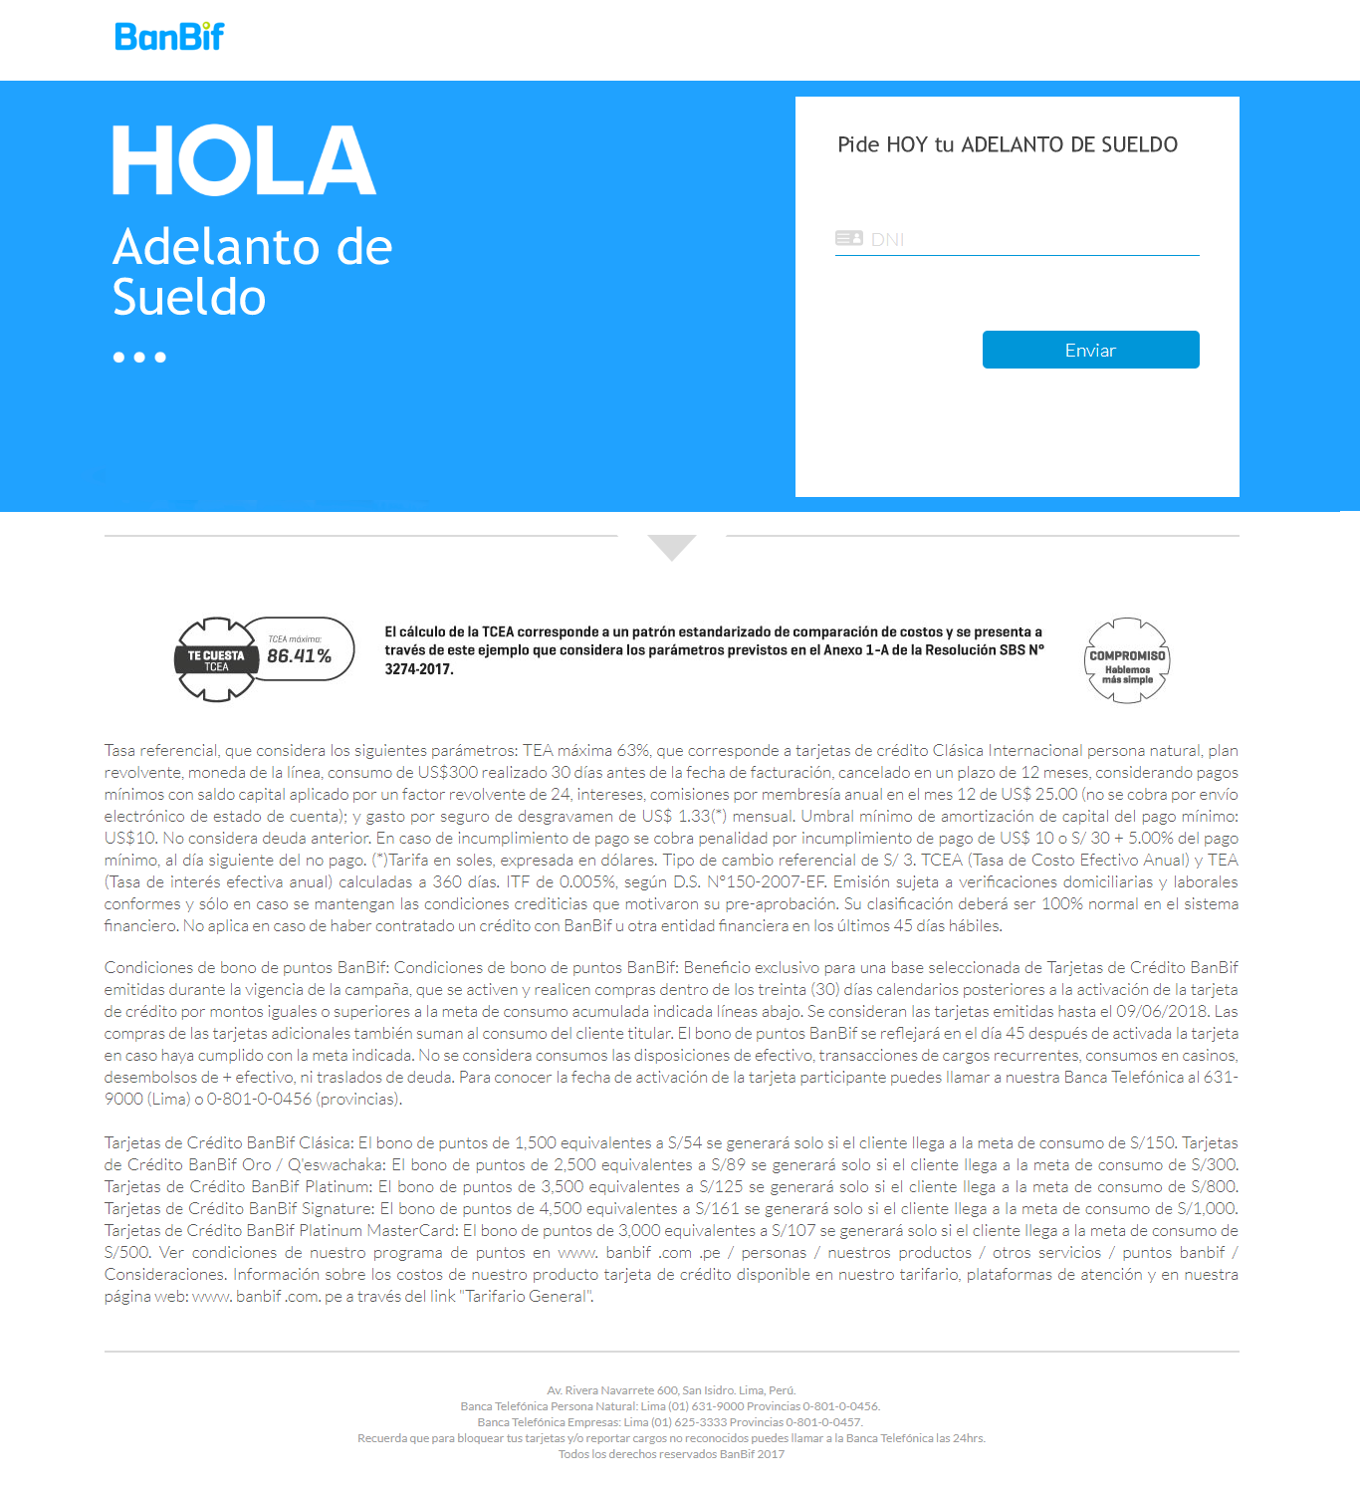 BanBif
HOLA
Adelanto de
Sueldo
Pide HOY tu ADELANTO DE SUELDO
DNI
Enviar
TE CUESTA
TCEA
TCEA máxima:
86.41%
El cálculo de la TCEA corresponde a un patrón estandarizado de comparación de costos y se presenta a
través de este ejemplo que considera los parámetros previstos en el Anexo 1-A de la Resolución SBS N°
3274-2017.
COMPROMISO
Hablemos
más simple
Tasa referencial, que considera los siguientes parámetros: TEA máxima 63%, que corresponde a tarjetas de crédito Clásica Internacional persona natural, plan
revolvente, moneda de la línea, consumo de US$300 realizado 30 días antes de la fecha de facturación, cancelado en un plazo de 12 meses, considerando pagos
mínimos con saldo capital aplicado por un factor revolvente de 24, intereses, comisiones por membresía anual en el mes 12 de US$ 25.00 (no se cobra por envío
electrónico de estado de cuenta); y gasto por seguro de desgravamen de US$ 1.33(*) mensual. Umbral mínimo de amortización de capital del pago mínimo:
US$10. No considera deuda anterior. En caso de incumplimiento de pago se cobra penalidad por incumplimiento de pago de US$ 10 o S/ 30 + 5.00% del pago
mínimo, al día siguiente del no pago. (*)Tarifa en soles, expresada en dólares. Tipo de cambio referencial de S/ 3. TCEA (Tasa de Costo Efectivo Anual) y TEA
(Tasa de interés efectiva anual) calculadas a 360 días. ITF de 0.005%, según D.S. N°150-2007-EF. Emisión sujeta a verificaciones domiciliarias y laborales
conformes y sólo en caso se mantengan las condiciones crediticias que motivaron su pre-aprobación. Su clasificación deberá ser 100% normal en el sistema
financiero. No aplica en caso de haber contratado un crédito con BanBif u otra entidad financiera en los últimos 45 días hábiles.
Condiciones de bono de puntos BanBif: Condiciones de bono de puntos BanBif: Beneficio exclusivo para una base seleccionada de Tarjetas de Crédito BanBif
emitidas durante la vigencia de la campaña, que se activen y realicen compras dentro de los treinta (30) días calendarios posteriores a la activación de la tarjeta
de crédito por montos iguales o superiores a la meta de consumo acumulada indicada líneas abajo. Se consideran las tarjetas emitidas hasta el 09/06/2018. Las
compras de las tarjetas adicionales también suman al consumo del cliente titular. El bono de puntos BanBif se reflejará en el día 45 después de activada la tarjeta
en caso haya cumplido con la meta indicada. No se considera consumos las disposiciones de efectivo, transacciones de cargos recurrentes, consumos en casinos,
desembolsos de + efectivo, ni traslados de deuda. Para conocer la fecha de activación de la tarjeta participante puedes llamar a nuestra Banca Telefónica al 631-
9000 (Lima) o 0-801-0-0456 (provincias).
Tarjetas de Crédito BanBif Clásica: El bono de puntos de 1,500 equivalentes a S/54 se generará solo si el cliente llega a la meta de consumo de S/150. Tarjetas
de Crédito BanBif Oro / Q'eswachaka: El bono de puntos de 2,500 equivalentes a S/89 se generará solo si el cliente llega a la meta de consumo de S/300.
Tarjetas de Crédito BanBif Platinum: El bono de puntos de 3,500 equivalentes a S/125 se generará solo si el cliente llega a la meta de consumo de S/800.
Tarjetas de Crédito BanBif Signature: El bono de puntos de 4,500 equivalentes a S/161 se generará solo si el cliente llega a la meta de consumo de S/1,000.
Tarjetas de Crédito BanBif Platinum MasterCard: El bono de puntos de 3,000 equivalentes a S/107 se generará solo si el cliente llega a la meta de consumo de
S/500. Ver condiciones de nuestro programa de puntos en www. banbif .com .pe / personas / nuestros productos / otros servicios / puntos banbif /
Consideraciones. Información sobre los costos de nuestro producto tarjeta de crédito disponible en nuestro tarifario, plataformas de atención y en nuestra
página web: www. banbif .com. pe a través del link "Tarifario General".
Av. Rivera Navarrete 600, San Isidro. Lima, Perú.
Banca Telefónica Persona Natural: Lima (01) 631-9000 Provincias 0-801-0-0456.
Banca Telefónica Empresas: Lima (01) 625-3333 Provincias 0-801-0-0457.
Recuerda que para bloquear tus tarjetas y/o reportar cargos no reconocidos puedes llamar a la Banca Telefónica las 24hrs.
Todos los derechos reservados BanBif 2017